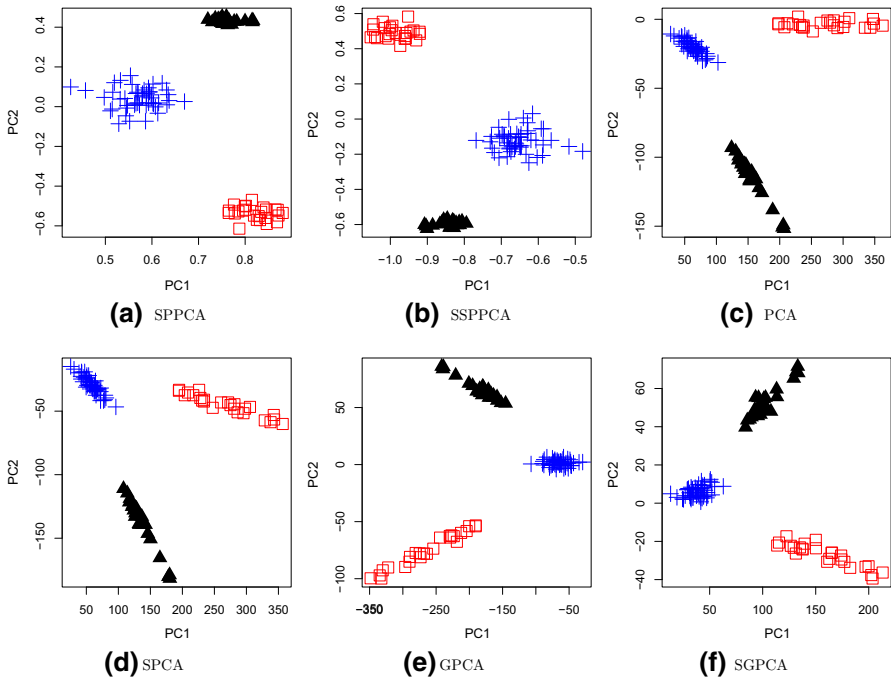 PC2
0.4
0.2
0.0
−0.2
−0.4
−0.6
0.5 0.6 0.7 0.8
PC1
(a) SPPCA
PC2
0.6
0.4
0.2
0.0
−0.2
−0.4
−0.6
−1.0 −0.9 −0.8 −0.7 −0.6 −0.5
PC1
(b) SSPPCA
PC2
0
−50
−100
−150
50 100 150 200 250 300 350
PC1
(c) PCA
PC2
−50
−100
−150
50 100 150 200 250 300 350
PC1
(d) SPCA
PC2
50
0
−50
−100
−350 −250 −150 −50
PC1
(e) GPCA
PC2
60
40
20
0
−20
−40
50 100 150 200
PC1
(f) SGPCA